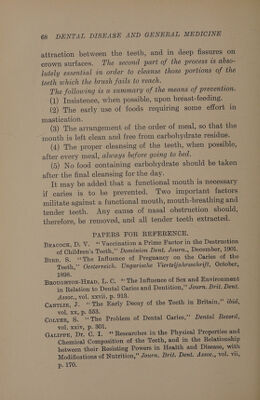 68 DENTAL DISEASE AND GENERAL MEDICINE
attraction between the teeth, and in deep fissures on
crown surfaces. The second part of the process is abso-
lutely essential in order to cleanse those portions of the
teeth which the brush fails to reach.
The following is a summary of the means of prevention.
(1) Insistence, when possible, upon breast-feeding.
(2) The early use of foods requiring some effort in
mastication.
(3) The arrangement of the order of meal, so that the
mouth is left clean and free from carbohydrate residue.
(4) The proper cleansing of the teeth, when possible,
after every meal, always before going to bed.
(5) No food containing carbohydrate should be taken
after the final cleansing for the day.
It may be added that a functional mouth is necessary
if caries is to be prevented. Two important factors
militate against a functional mouth, mouth-breathing and
tender teeth. Any cause of nasal obstruction should,
therefore, be removed, and all tender teeth extracted.
PAPERS FOR REFERENCE.
BEACOCK, D. V. "Vaccination a Prime Factor in the Destruction
of Children's Teeth," Dominion Dent. Journ., December, 1901.
BIRE, S. "The Influence of Pregnancy on the Caries of the
Teeth," Oesterreich. Ungarische Vierteljahrsschrift, October,
1898.
BROUGHTON-HEAD, L. C. "The Influence of Sex and Environment
in Relation to Dental Caries and Dentition," Journ. Brit. Dent.
Assoc., vol. xxvii, p. 913.
CANTLIE, J. "The Early Decay of the Teeth in Britain," ibid,
vol. xx, p. 553.
COLYER, S. "The Problem of Dental Caries," Dental Record,
vol. xxiv, p. 301.
GALIPPE, Dr. C. I. "Researches in the Physical Properties and
Chemical Composition of the Teeth, and in the Relationship
between their Resisting Powers in Health and Disease, with
Modifications of Nutrition," Journ. Brit. Dent. Assoc., vol. vii,
p. 170.